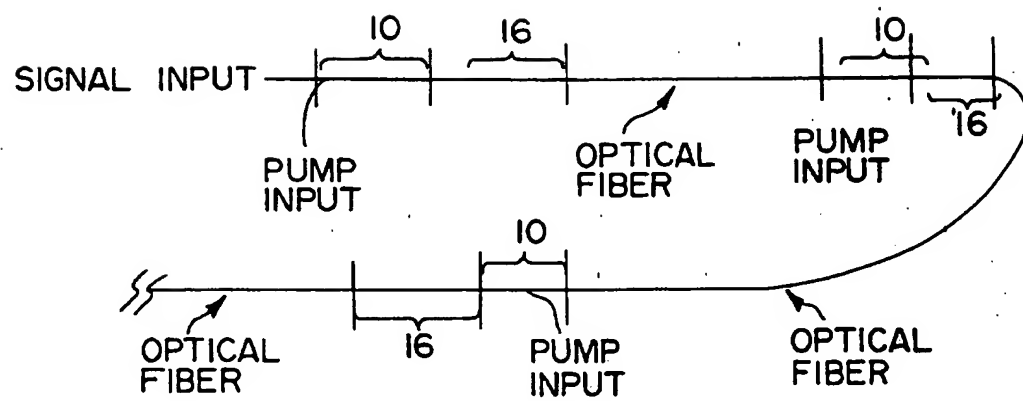 10
16
10
SIGNAL INPUT
16
PUMP
INPUT
OPTICAL
FIBER
PUMP
INPUT
10
16
OPTICAL
FIBER
PUMP
INPUT
OPTICAL
FIBER